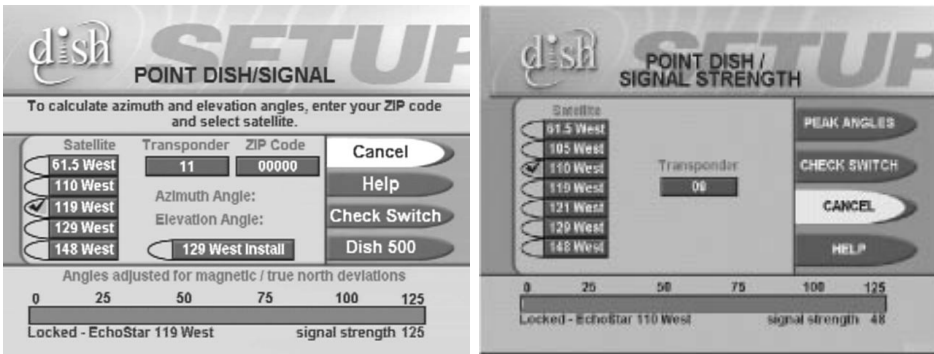 dish
SETUP
POINT DISH/SIGNAL
To calculate azimuth and elevation angles, enter your ZIP code
and select satellite.
Satellite Transponder ZIP Code
61.5 West 11 00000
110 West
119 West
129 West
148 West
Azimuth Angle:
Elevation Angle:
129 West Install
Cancel
Help
Check Switch
Dish 500
Angles adjusted for magnetic / true north deviations
0 25 50 75 100 125
Locked - EchoStar 119 West signal strength 125
dish
SETUP
POINT DISH /
SIGNAL STRENGTH
Satellite
61.5 West
105 West
110 West
119 West
121 West
129 West
148 West
Transponder
09
PEAK ANGLES
CHECK SWITCH
CANCEL
HELP
0 25 50 75 100 125
Locked - EchoStar 110 West signal strength 48